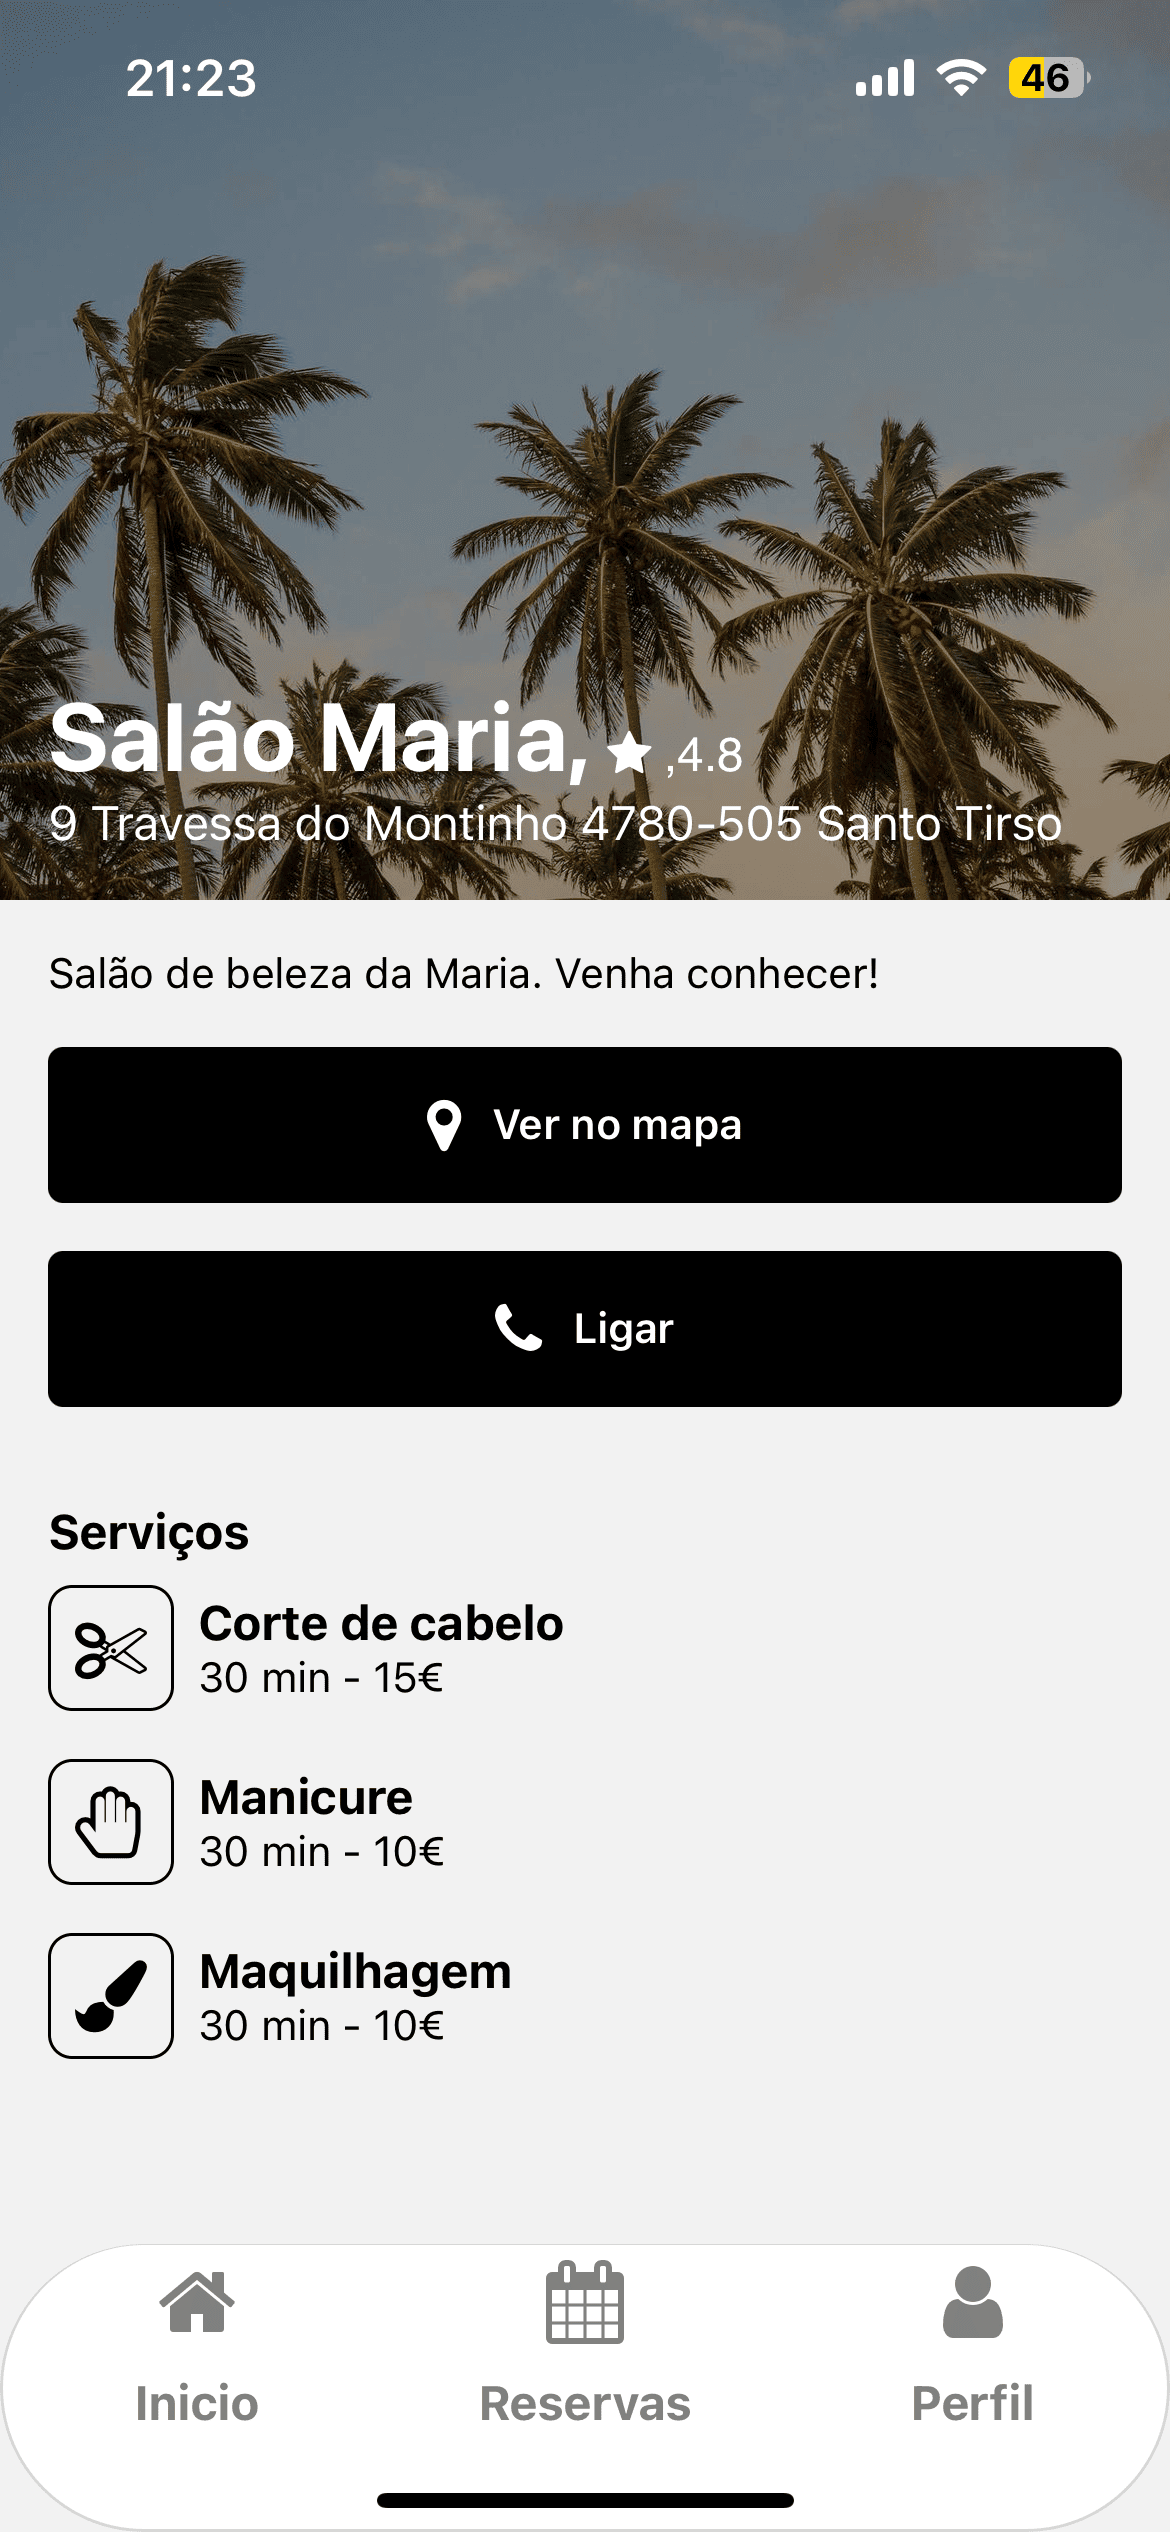 21:23
46
Salão Maria, ,4.8
9 Travessa do Montinho 4780-505 Santo Tirso
Salão de beleza da Maria. Venha conhecer!
Ver no mapa
Ligar
Serviços
Corte de cabelo
30 min - 15€
Manicure
30 min - 10€
Maquilhagem
30 min - 10€
Inicio
Reservas
Perfil